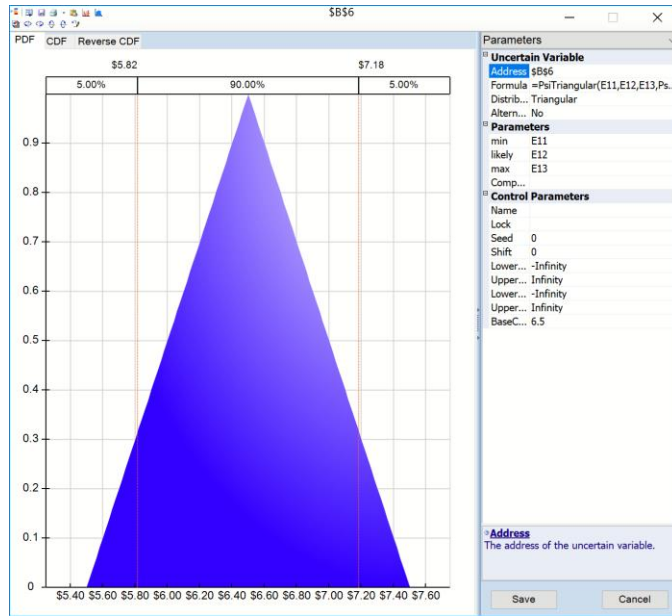 $B$6
PDF CDF Reverse CDF
$5.82 $7.18
5.00% 90.00% 5.00%
0.9
0.8
0.7
0.6
0.5
0.4
0.3
0.2
0.1
0
$5.40 $5.60 $5.80 $6.00 $6.20 $6.40 $6.60 $6.80 $7.00 $7.20 $7.40 $7.60
Parameters
Uncertain Variable
Address $B$6
Formula =PsiTriangular(E11,E12,E13,Ps...
Distrib... Triangular
Altern... No
Parameters
min E11
likely E12
max E13
Comp...
Control Parameters
Name
Lock
Seed 0
Shift 0
Lower... -Infinity
Upper... Infinity
Lower... -Infinity
Upper... Infinity
BaseC... 6.5
Address
The address of the uncertain variable.
Save Cancel